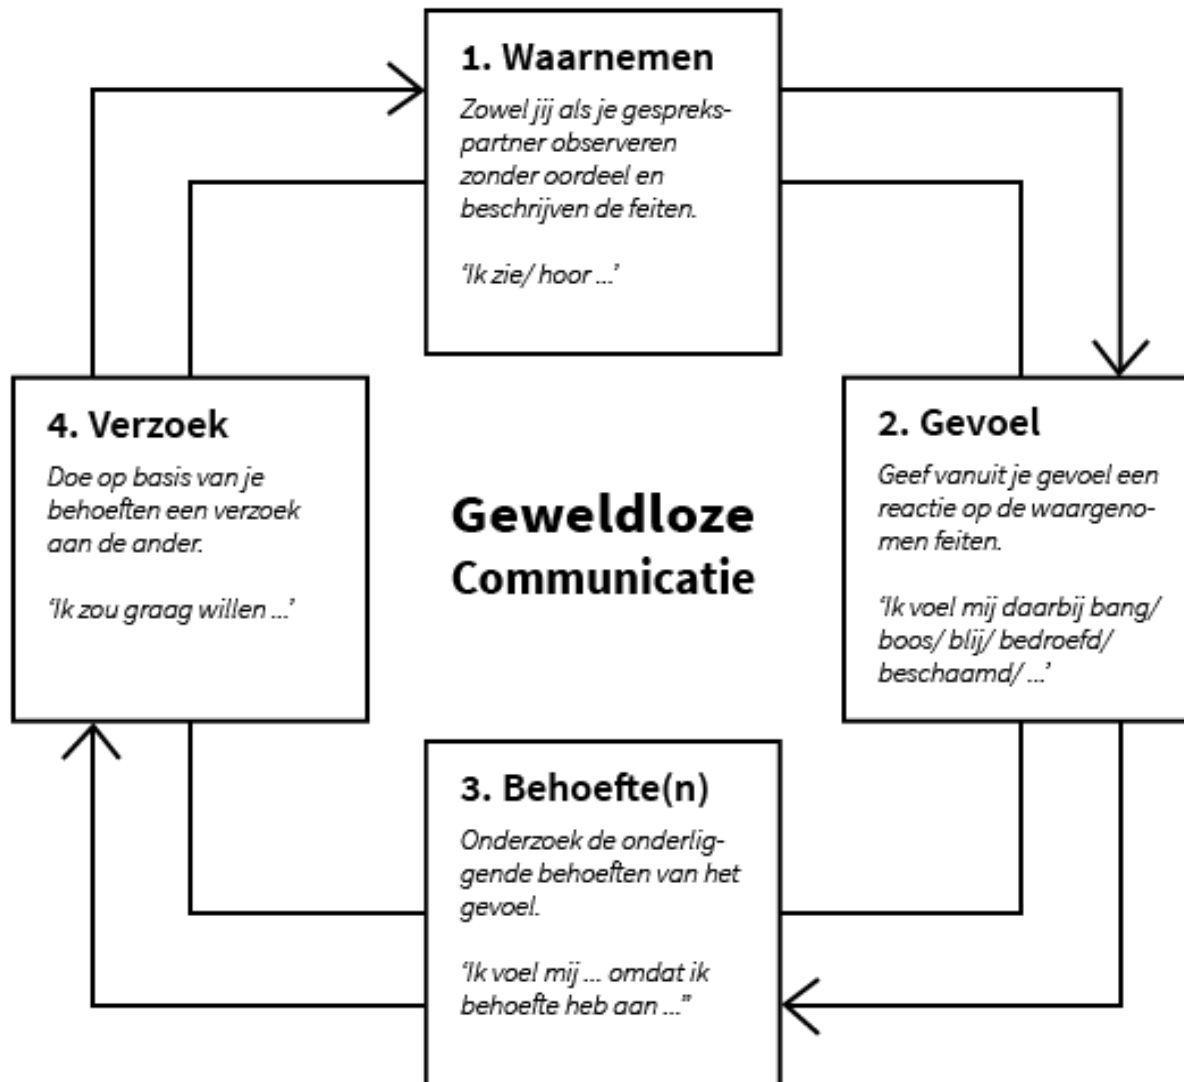 1. Waarnemen
Zowel jij als je gespreks-
partner observeren
zonder oordeel en
beschrijven de feiten.
‘Ik zie/ hoor ...’
2. Gevoel
Geef vanuit je gevoel een
reactie op de waargeno-
men feiten.
‘Ik voel mij daarbij bang/
boos/ blij/ bedroefd/
beschaamd/ ...’
Geweldloze
Communicatie
3. Behoefte(n)
Onderzoek de onderlig-
gende behoeften van het
gevoel.
‘Ik voel mij ... omdat ik
behoefte heb aan ...”
4. Verzoek
Doe op basis van je
behoeften een verzoek
aan de ander.
‘Ik zou graag willen ...’